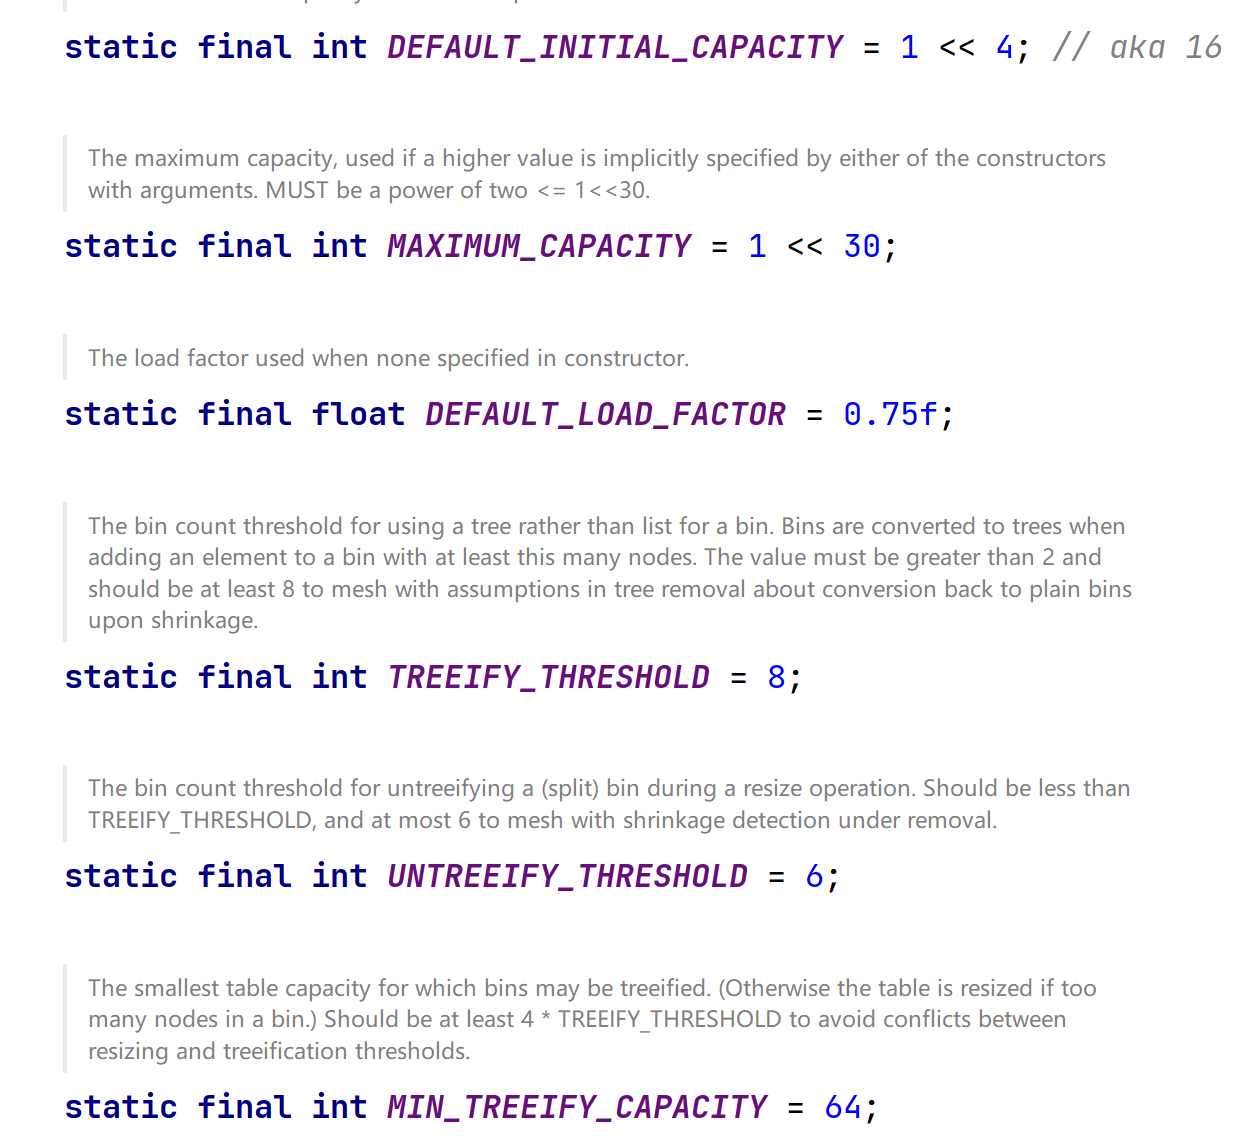 static final int DEFAULT_INITIAL_CAPACITY = 1 << 4; // aka 16
The maximum capacity, used if a higher value is implicitly specified by either of the constructors
with arguments. MUST be a power of two <= 1<<30.
static final int MAXIMUM_CAPACITY = 1 << 30;
The load factor used when none specified in constructor.
static final float DEFAULT_LOAD_FACTOR = 0.75f;
The bin count threshold for using a tree rather than list for a bin. Bins are converted to trees when
adding an element to a bin with at least this many nodes. The value must be greater than 2 and
should be at least 8 to mesh with assumptions in tree removal about conversion back to plain bins
upon shrinkage.
static final int TREEIFY_THRESHOLD = 8;
The bin count threshold for untreeifying a (split) bin during a resize operation. Should be less than
TREEIFY_THRESHOLD, and at most 6 to mesh with shrinkage detection under removal.
static final int UNTREEIFY_THRESHOLD = 6;
The smallest table capacity for which bins may be treeified. (Otherwise the table is resized if too
many nodes in a bin.) Should be at least 4 * TREEIFY_THRESHOLD to avoid conflicts between
resizing and treeification thresholds.
static final int MIN_TREEIFY_CAPACITY = 64;